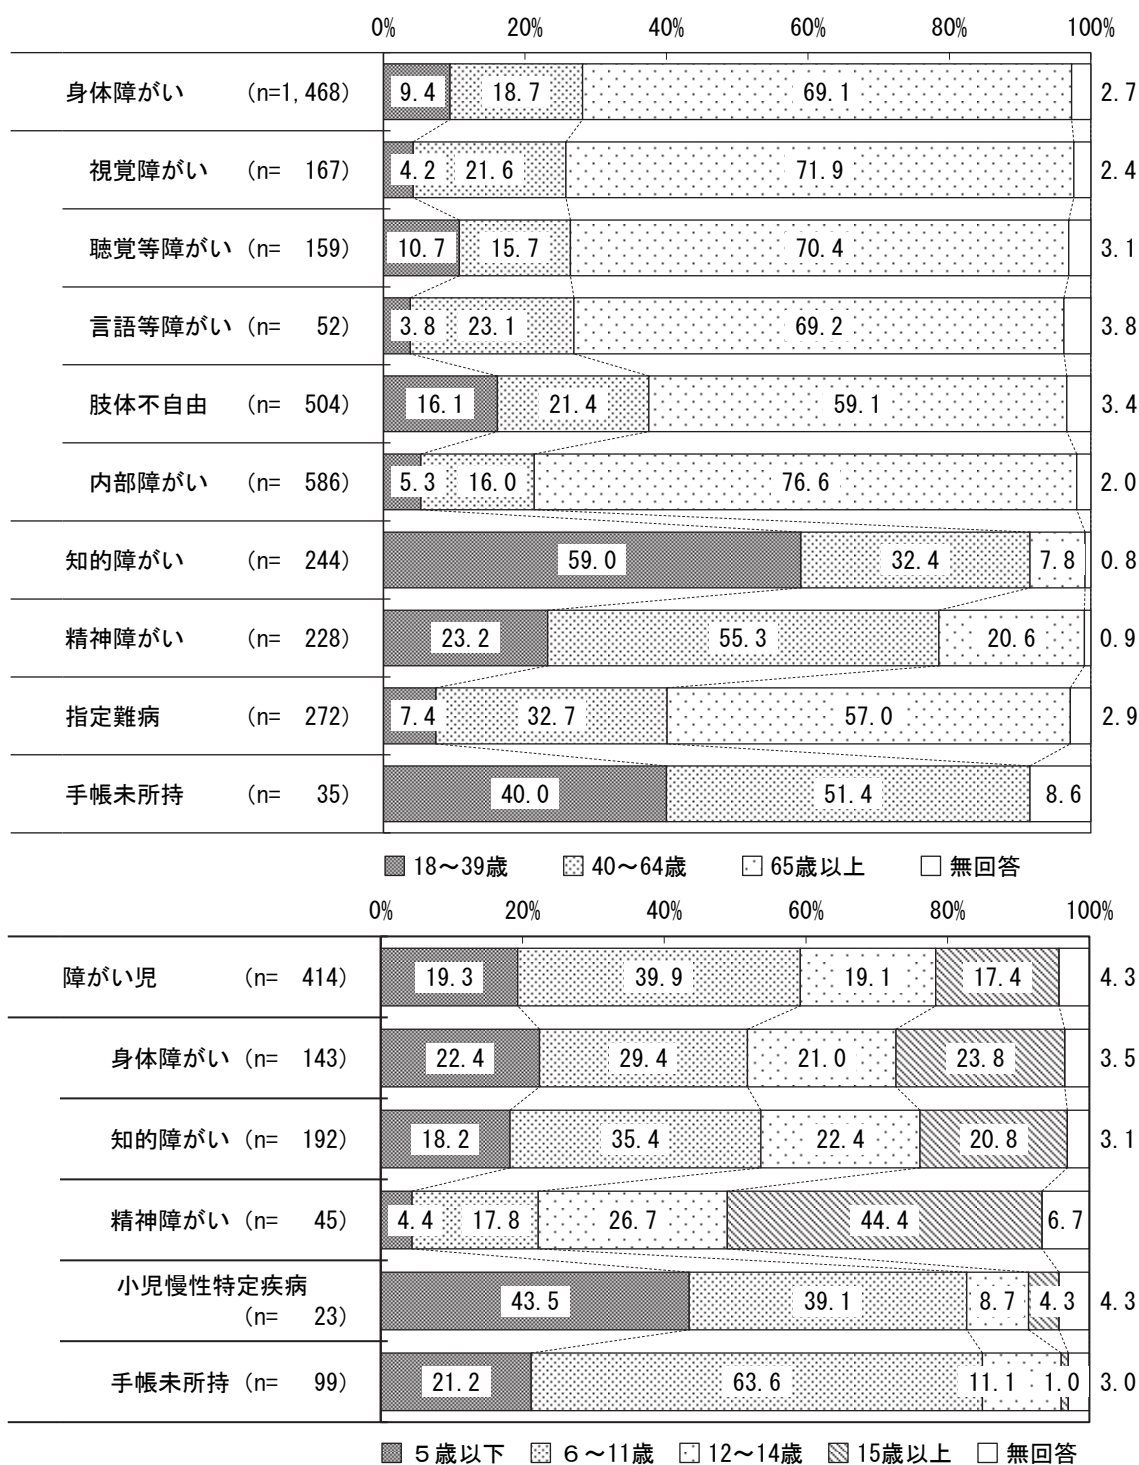 0% 20% 40% 60% 80% 100%
身体障がい (n=1,468) 9.4 18.7 69.1 2.7
視覚障がい (n= 167) 4.2 21.6 71.9 2.4
聴覚等障がい (n= 159) 10.7 15.7 70.4 3.1
言語等障がい (n= 52) 3.8 23.1 69.2 3.8
肢体不自由 (n= 504) 16.1 21.4 59.1 3.4
内部障がい (n= 586) 5.3 16.0 76.6 2.0
知的障がい (n= 244) 59.0 32.4 7.8 0.8
精神障がい (n= 228) 23.2 55.3 20.6 0.9
指定難病 (n= 272) 7.4 32.7 57.0 2.9
手帳未所持 (n= 35) 40.0 51.4 8.6
18～39歳 40～64歳 65歳以上 無回答
0% 20% 40% 60% 80% 100%
障がい児 (n= 414) 19.3 39.9 19.1 17.4 4.3
身体障がい (n= 143) 22.4 29.4 21.0 23.8 3.5
知的障がい (n= 192) 18.2 35.4 22.4 20.8 3.1
精神障がい (n= 45) 4.4 17.8 26.7 44.4 6.7
小児慢性特定疾病
(n= 23) 43.5 39.1 8.7 4.3 4.3
手帳未所持 (n= 99) 21.2 63.6 11.1 1.0 3.0
５歳以下 ６～11歳 12～14歳 15歳以上 無回答